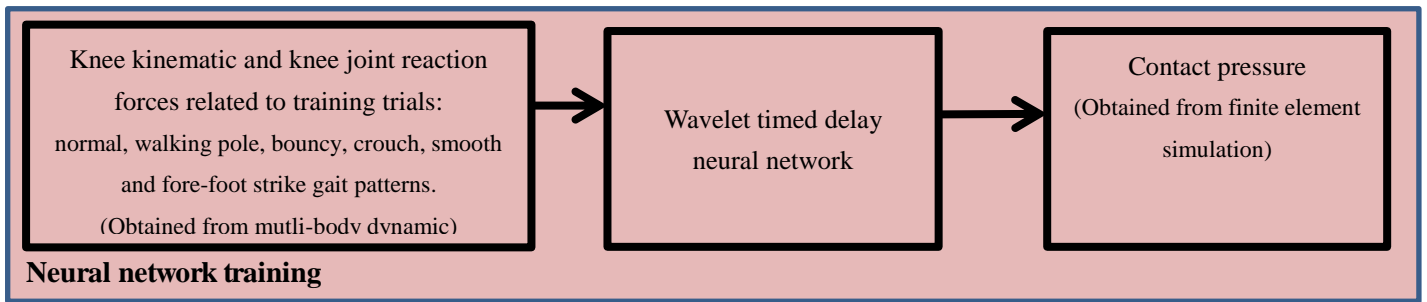 Knee kinematic and knee joint reaction
forces related to training trials:
normal, walking pole, bouncy, crouch, smooth
and fore-foot strike gait patterns.
(Obtained from mutli-body dynamic)
Wavelet timed delay
neural network
Contact pressure
(Obtained from finite element
simulation)
Neural network training